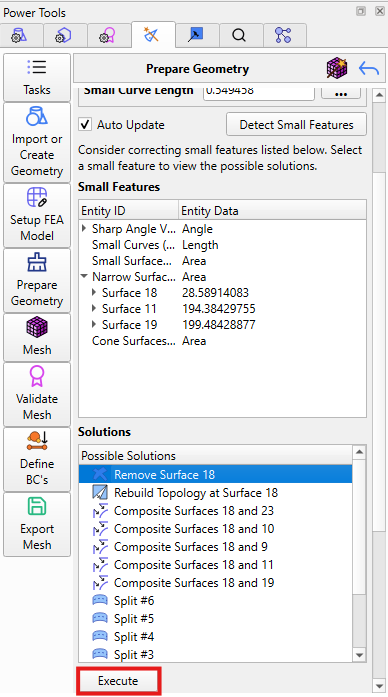 Power Tools
Tasks
Import or
Create
Geometry
Setup FEA
Model
Prepare
Geometry
Mesh
Validate
Mesh
Define
BC's
Export
Mesh
Prepare Geometry
Small Curve Length 0.549458 ...
Auto Update Detect Small Features
Consider correcting small features listed below. Select
a small feature to view the possible solutions.
Small Features
Entity ID Entity Data
Sharp Angle V... Angle
Small Curves (... Length
Small Surface... Area
Narrow Surfac... Area
Surface 18 28.58914083
Surface 11 194.38429755
Surface 19 199.48428877
Cone Surfaces... Area
Solutions
Possible Solutions
Remove Surface 18
Rebuild Topology at Surface 18
Composite Surfaces 18 and 23
Composite Surfaces 18 and 10
Composite Surfaces 18 and 9
Composite Surfaces 18 and 11
Composite Surfaces 18 and 19
Split #6
Split #5
Split #4
Split #3
Execute